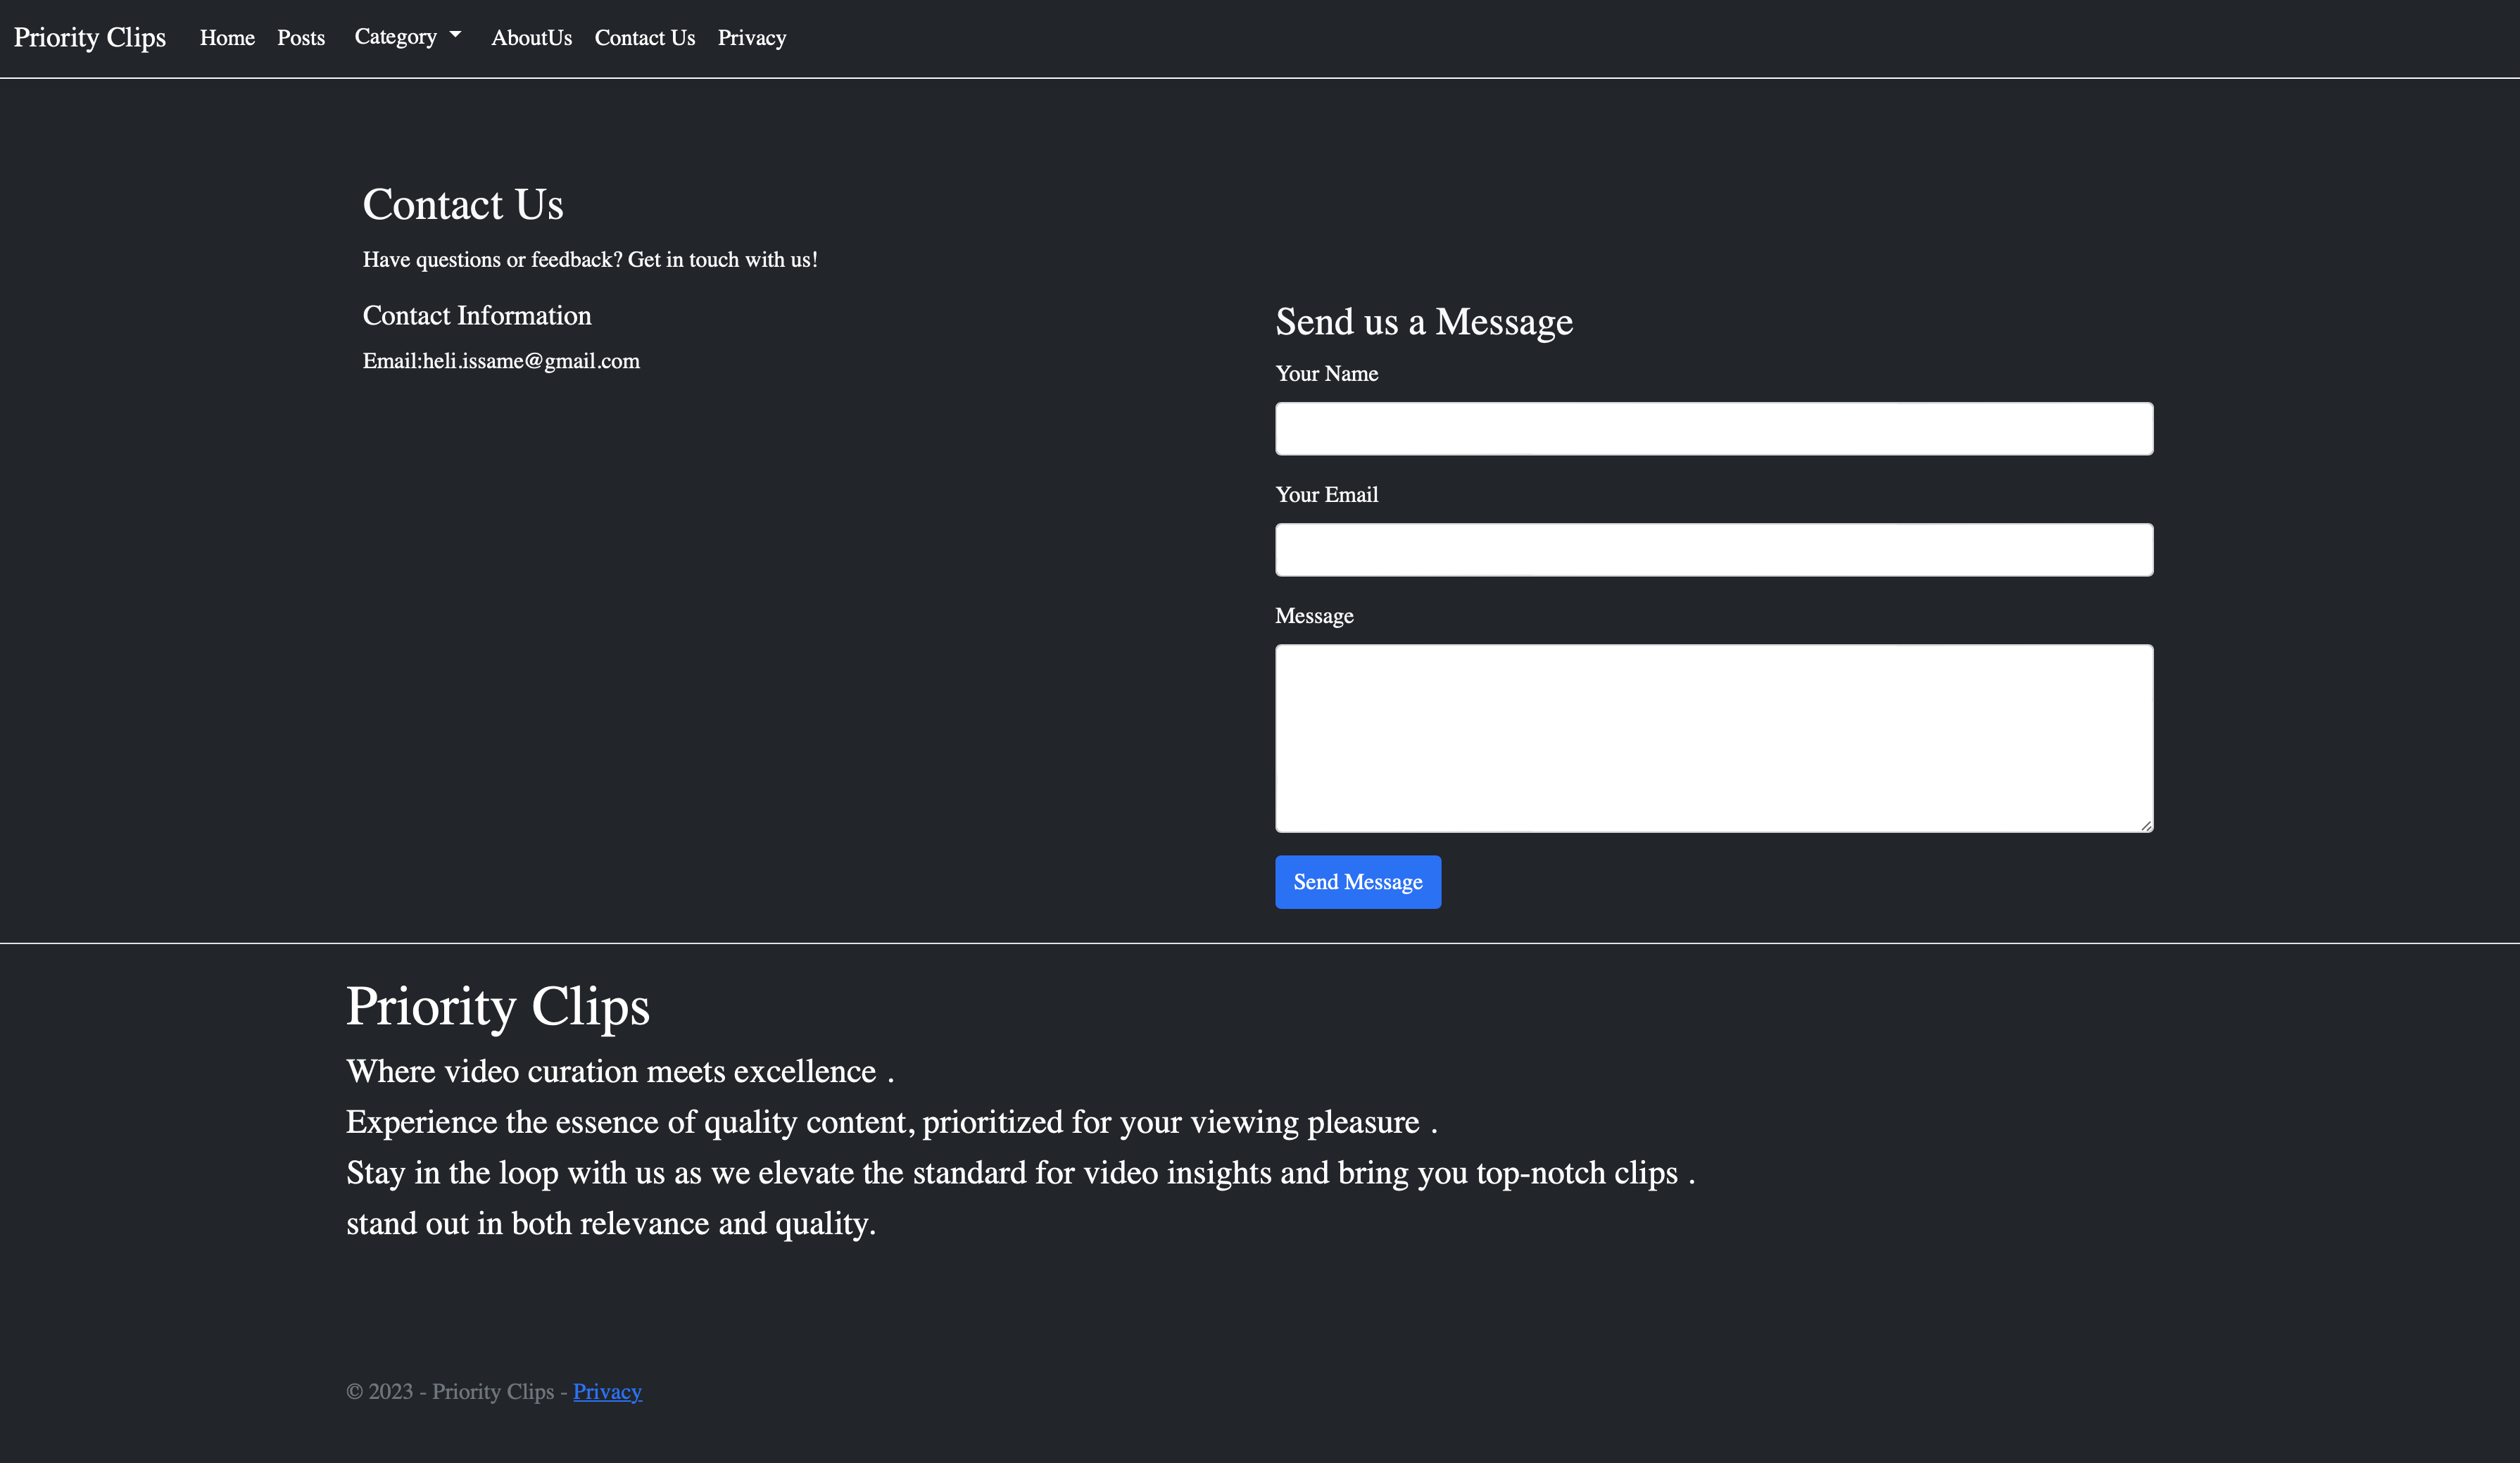 Priority Clips Home Posts Category AboutUs Contact Us Privacy
Contact Us
Have questions or feedback? Get in touch with us!
Contact Information
Email:heli.issame@gmail.com
Send us a Message
Your Name
Your Email
Message
Send Message
Priority Clips
Where video curation meets excellence .
Experience the essence of quality content, prioritized for your viewing pleasure .
Stay in the loop with us as we elevate the standard for video insights and bring you top-notch clips .
stand out in both relevance and quality.
© 2023 - Priority Clips - Privacy